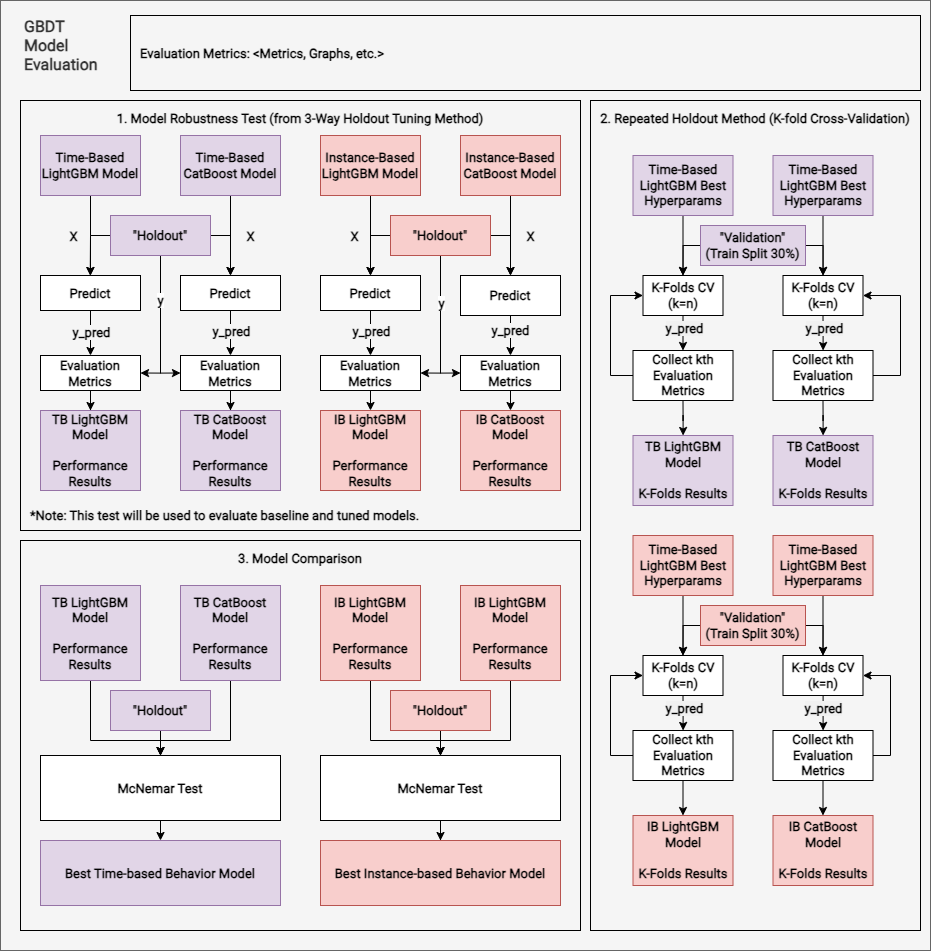 GBDT
Model
Evaluation
Evaluation Metrics: <Metrics, Graphs, etc.>
1. Model Robustness Test (from 3-Way Holdout Tuning Method)
Time-Based
LightGBM Model
Time-Based
CatBoost Model
Instance-Based
LightGBM Model
Instance-Based
CatBoost Model
X
"Holdout"
X
X
"Holdout"
X
Predict
y
Predict
Predict
y
Predict
y_pred
y_pred
y_pred
y_pred
Evaluation
Metrics
Evaluation
Metrics
Evaluation
Metrics
Evaluation
Metrics
TB LightGBM
Model
Performance
Results
TB CatBoost
Model
Performance
Results
IB LightGBM
Model
Performance
Results
IB CatBoost
Model
Performance
Results
*Note: This test will be used to evaluate baseline and tuned models.
2. Repeated Holdout Method (K-fold Cross-Validation)
Time-Based
LightGBM Best
Hyperparams
Time-Based
LightGBM Best
Hyperparams
"Validation"
(Train Split 30%)
K-Folds CV
(k=n)
K-Folds CV
(k=n)
y_pred
y_pred
Collect kth
Evaluation
Metrics
Collect kth
Evaluation
Metrics
TB LightGBM
Model
K-Folds Results
TB CatBoost
Model
K-Folds Results
Time-Based
LightGBM Best
Hyperparams
Time-Based
LightGBM Best
Hyperparams
"Validation"
(Train Split 30%)
K-Folds CV
(k=n)
K-Folds CV
(k=n)
y_pred
y_pred
Collect kth
Evaluation
Metrics
Collect kth
Evaluation
Metrics
IB LightGBM
Model
K-Folds Results
IB CatBoost
Model
K-Folds Results
3. Model Comparison
TB LightGBM
Model
Performance
Results
TB CatBoost
Model
Performance
Results
IB LightGBM
Model
Performance
Results
IB LightGBM
Model
Performance
Results
"Holdout"
"Holdout"
McNemar Test
McNemar Test
Best Time-based Behavior Model
Best Instance-based Behavior Model